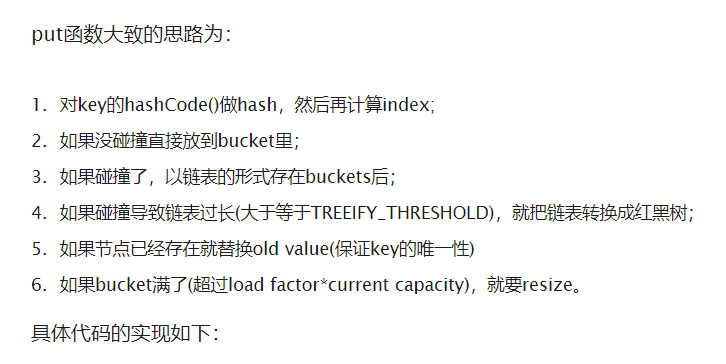 put函数大致的思路为：
1. 对key的hashCode()做hash，然后再计算index;
2. 如果没碰撞直接放到bucket里；
3. 如果碰撞了，以链表的形式存在buckets后；
4. 如果碰撞导致链表过长(大于等于TREEIFY_THRESHOLD)，就把链表转换成红黑树；
5. 如果节点已经存在就替换old value(保证key的唯一性)
6. 如果bucket满了(超过load factor*current capacity)，就要resize。
具体代码的实现如下：